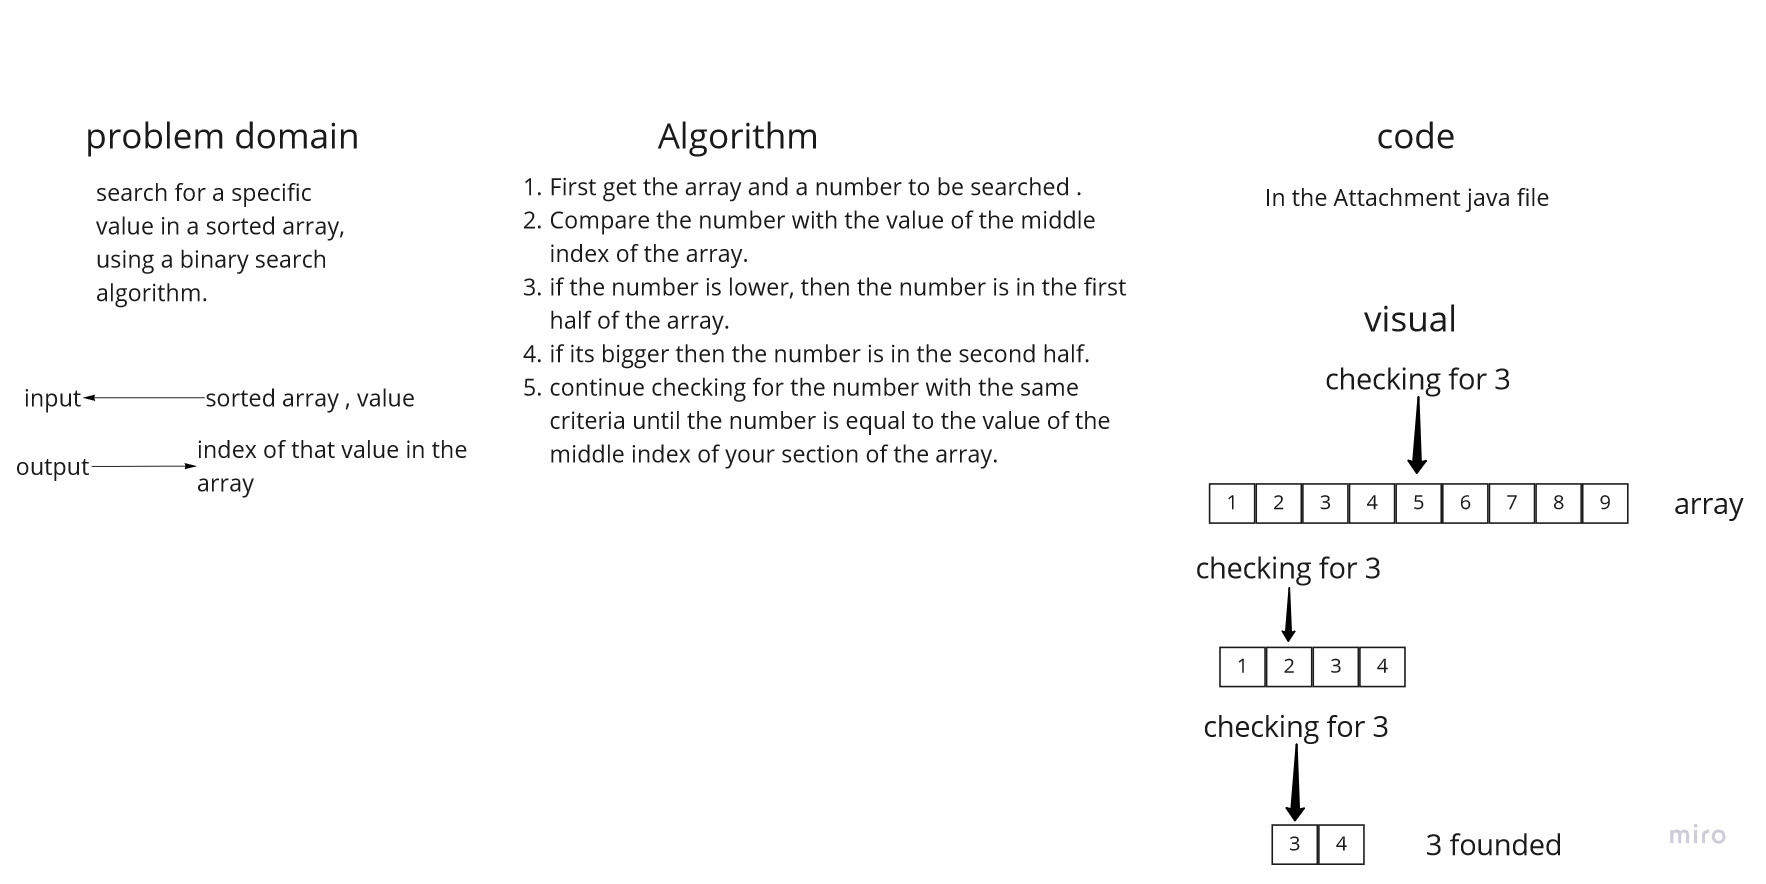 problem domain
search for a specific
value in a sorted array,
using a binary search
algorithm.
input
sorted array , value
output
index of that value in the
array
Algorithm
1. First get the array and a number to be searched .
2. Compare the number with the value of the middle
index of the array.
3. if the number is lower, then the number is in the first
half of the array.
4. if its bigger then the number is in the second half.
5. continue checking for the number with the same
criteria until the number is equal to the value of the
middle index of your section of the array.
code
In the Attachment java file
visual
checking for 3
1 2 3 4 5 6 7 8 9
array
checking for 3
1 2 3 4
checking for 3
3 4
3 founded
miro